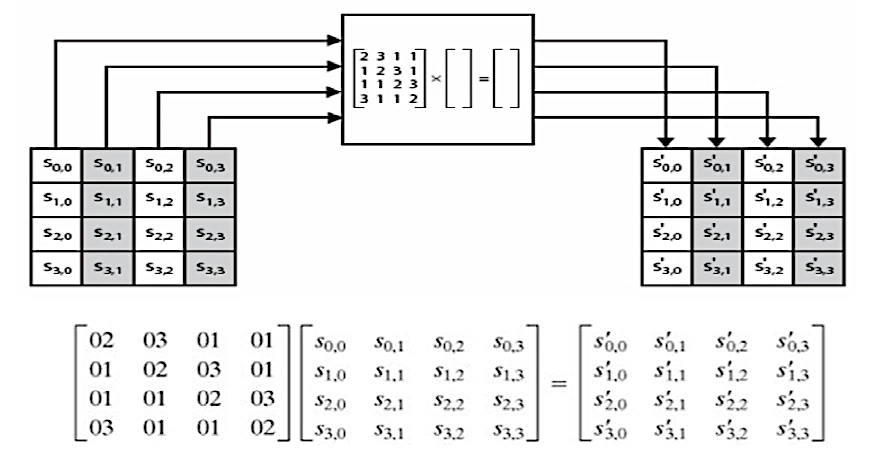 2 3 1 1
1 2 3 1
1 1 2 3
3 1 1 2
× =
s0,0 s0,1 s0,2 s0,3
s1,0 s1,1 s1,2 s1,3
s2,0 s2,1 s2,2 s2,3
s3,0 s3,1 s3,2 s3,3
s'0,0 s'0,1 s'0,2 s'0,3
s'1,0 s'1,1 s'1,2 s'1,3
s'2,0 s'2,1 s'2,2 s'2,3
s'3,0 s'3,1 s'3,2 s'3,3
02 03 01 01 s0,0 s0,1 s0,2 s0,3 s'0,0 s'0,1 s'0,2 s'0,3
01 02 03 01 s1,0 s1,1 s1,2 s1,3 = s'1,0 s'1,1 s'1,2 s'1,3
01 01 02 03 s2,0 s2,1 s2,2 s2,3 s'2,0 s'2,1 s'2,2 s'2,3
03 01 01 02 s3,0 s3,1 s3,2 s3,3 s'3,0 s'3,1 s'3,2 s'3,3